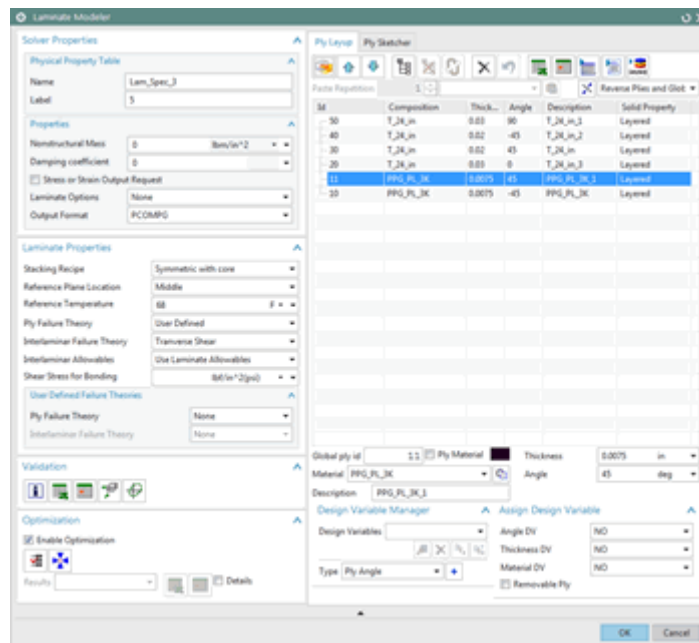 Laminate Modeler
Solver Properties
Physical Property Table
Name Lam_Spec_3
Label 5
Properties
Nonstructural Mass 0 lbm/in^2
Damping coefficient 0
Stress or Strain Output Request
Laminate Options None
Output Format PCOMPG
Laminate Properties
Stacking Recipe Symmetric with core
Reference Plane Location Middle
Reference Temperature 68 F
Ply Failure Theory User Defined
Interlaminar Failure Theory Tranverse Shear
Interlaminar Allowables Use Laminate Allowables
Shear Stress for Bonding lbf/in^2(psi)
User Defined Failure Theories
Ply Failure Theory None
Interlaminar Failure Theory None
Validation
Optimization
Enable Optimization
Results Details
Ply Layup Ply Sketcher
Paste Repetition 1 Reverse Plies and Glob
Id Composition Thick... Angle Description Solid Property
50 T_24_in 0.03 90 T_24_in_1 Layered
40 T_24_in 0.02 -45 T_24_in_2 Layered
30 T_24_in 0.02 45 T_24_in Layered
20 T_24_in 0.03 0 T_24_in_3 Layered
11 PPG_PL_3K 0.0075 45 PPG_PL_3K_1 Layered
10 PPG_PL_3K 0.0075 -45 PPG_PL_3K Layered
Global ply id 11 Ply Material Thickness 0.0075 in
Material PPG_PL_3K Angle 45 deg
Description PPG_PL_3K_1
Design Variable Manager Assign Design Variable
Design Variables Angle DV NO
Thickness DV NO
Type Ply Angle Material DV NO
Removable Ply
OK Cancel